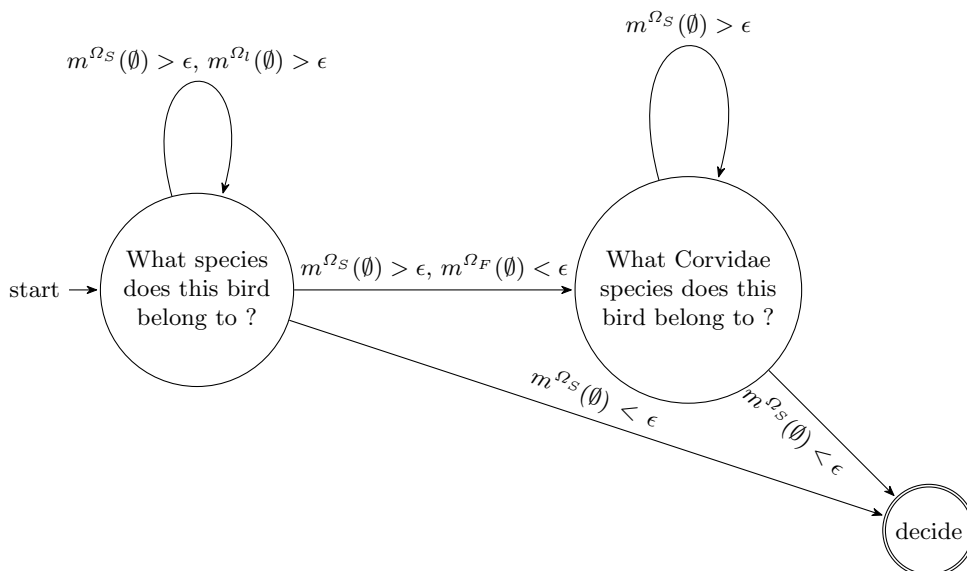 m^{Ω_S}(∅) > ϵ, m^{Ω_l}(∅) > ϵ
m^{Ω_S}(∅) > ϵ
start
What species
does this bird
belong to ?
m^{Ω_S}(∅) > ϵ, m^{Ω_F}(∅) < ϵ
What Corvidae
species does this
bird belong to ?
m^{Ω_S}(∅) < ϵ
m^{Ω_S}(∅) < ϵ
decide